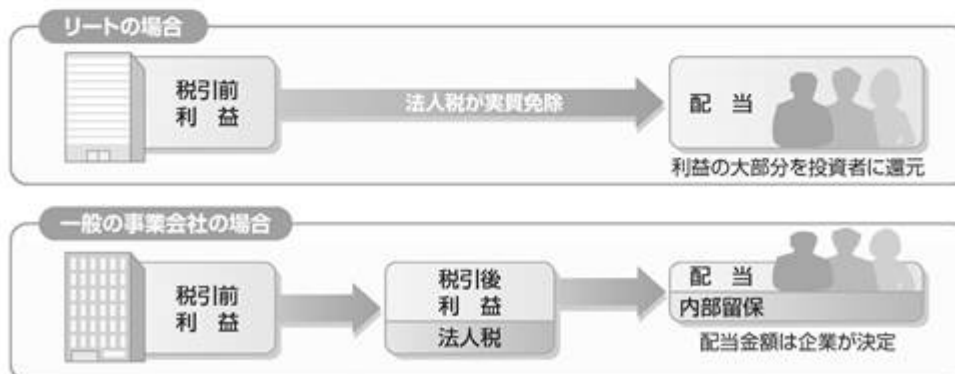 リートの場合
税引前
利　益
法人税が実質免除
配　当
利益の大部分を投資者に還元
一般の事業会社の場合
税引前
利　益
税引後
利　益
法人税
配　当
内部留保
配当金額は企業が決定